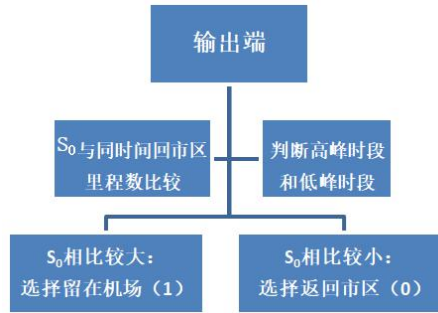 输出端
S₀与同时间回市区
里程数比较
判断高峰时段
和低峰时段
S₀相比较大：
选择留在机场（1）
S₀相比较小：
选择返回市区（0）